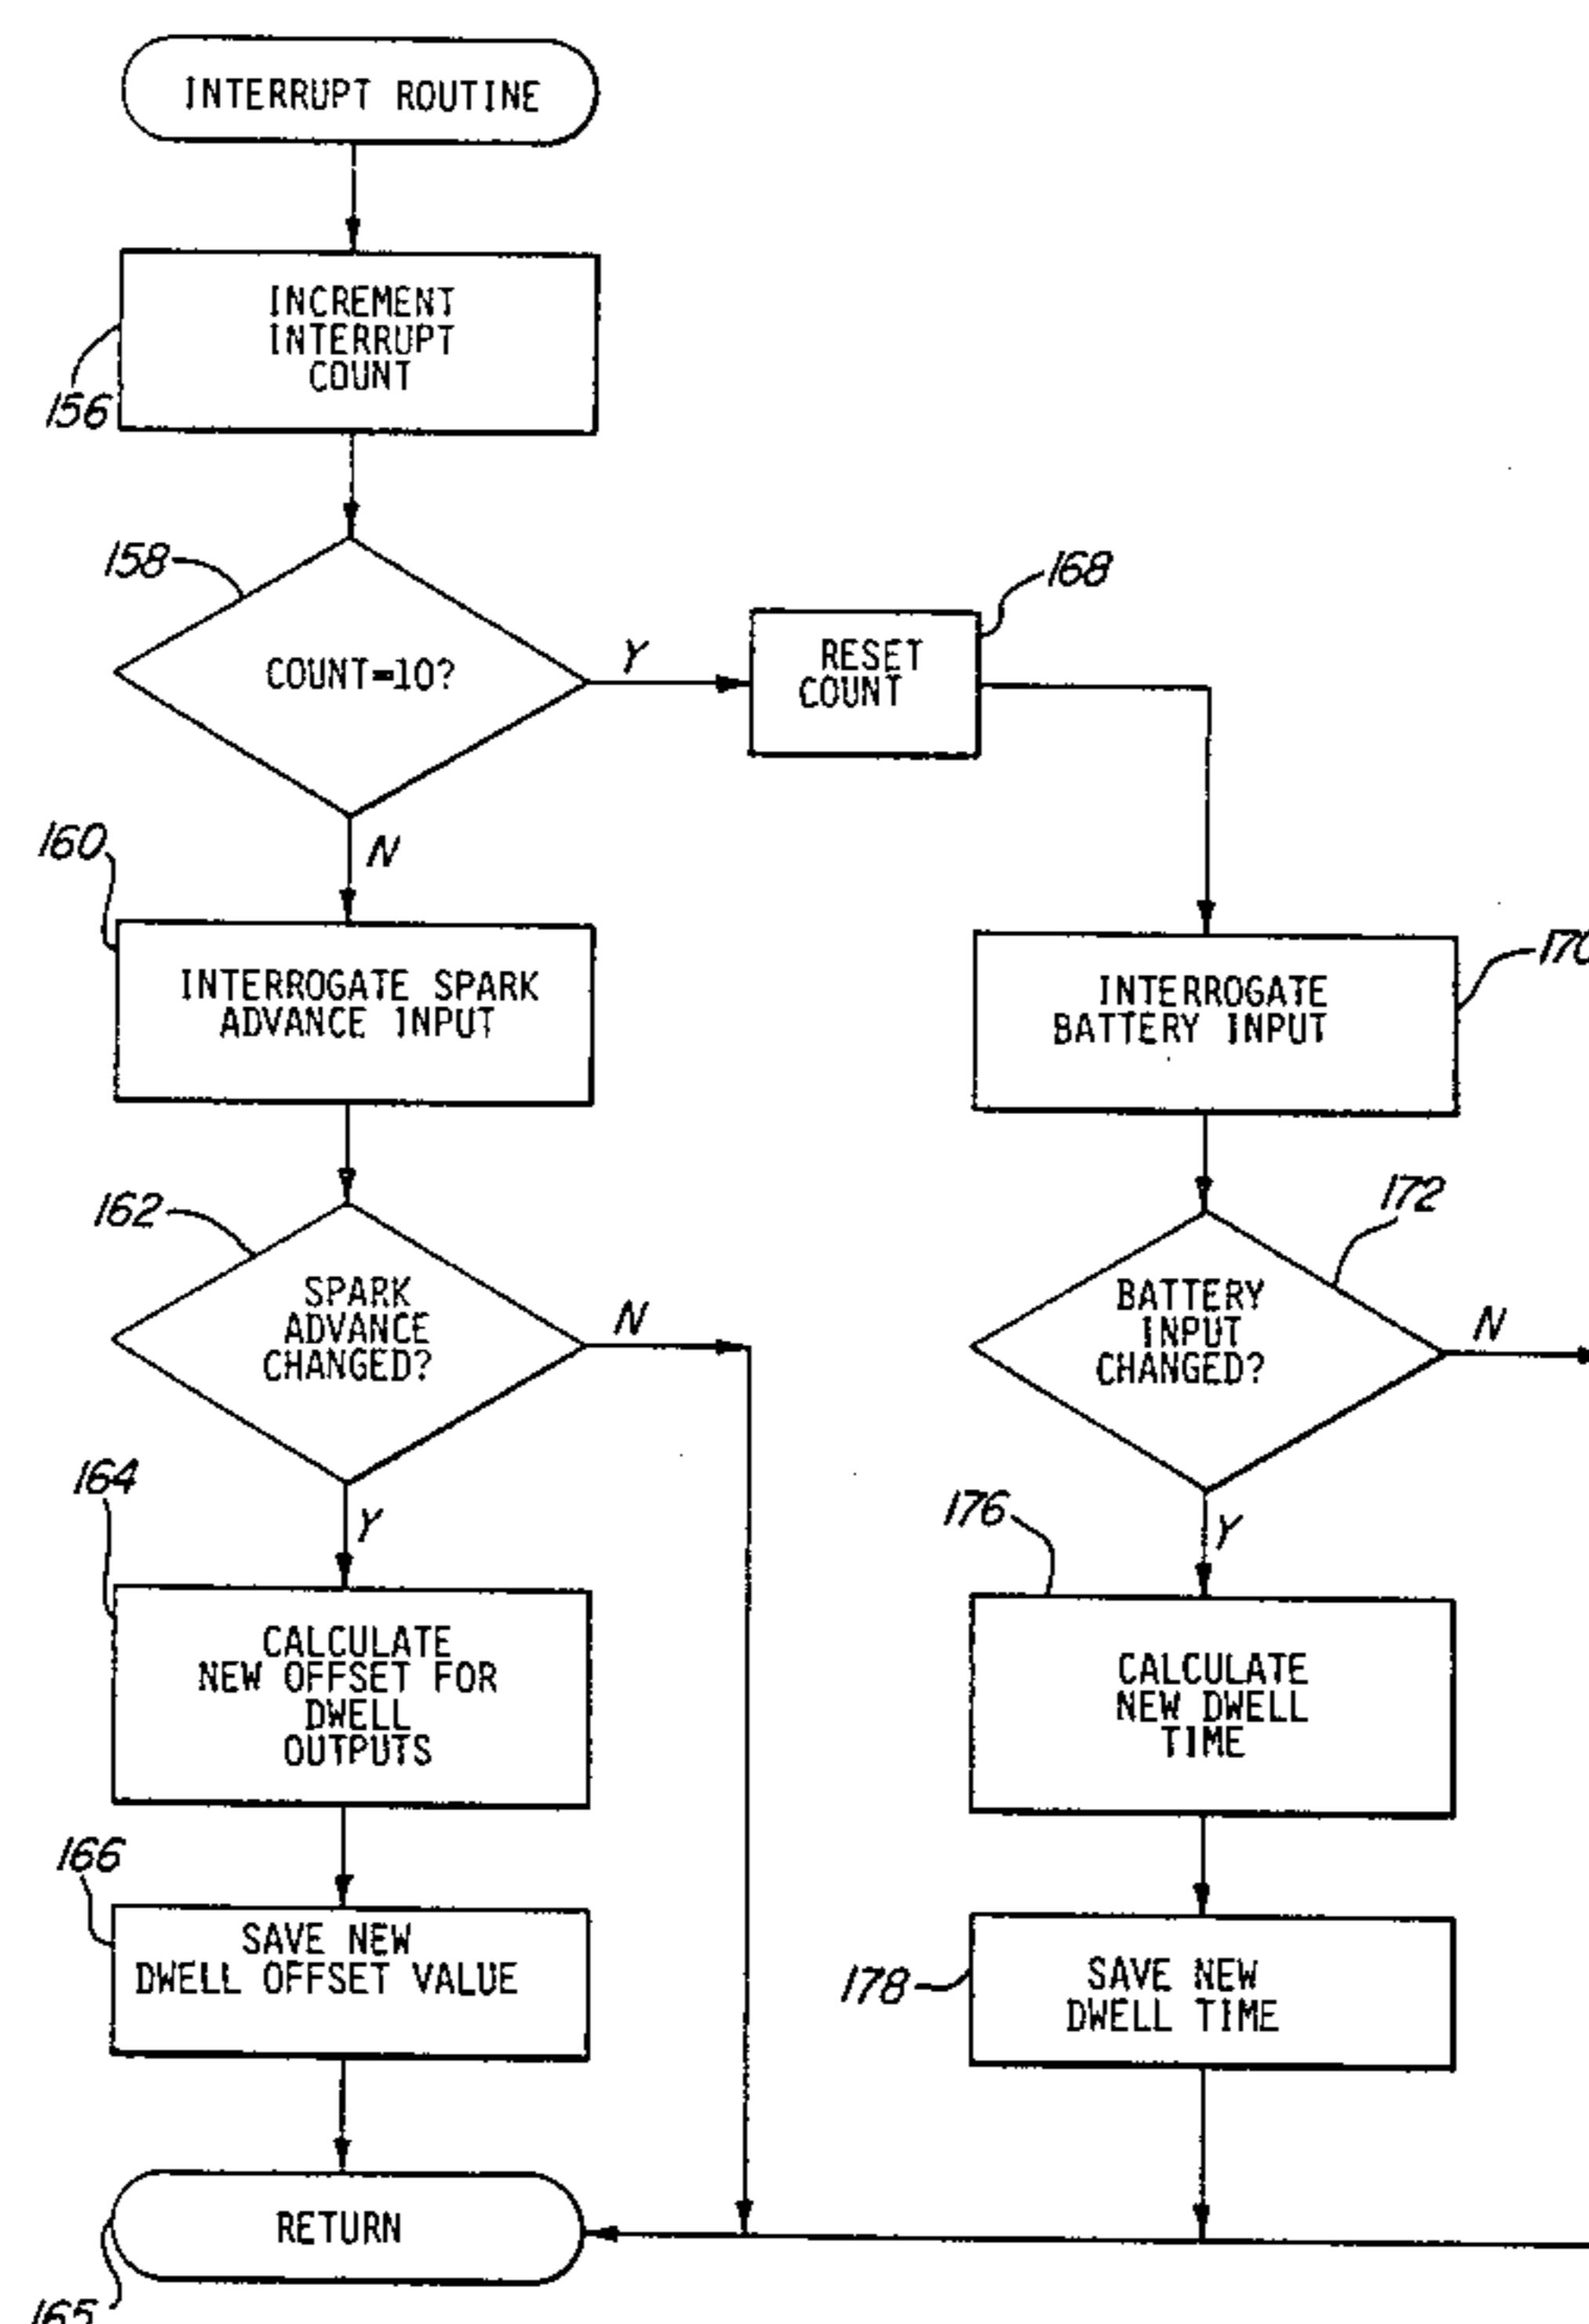 INTERRUPT ROUTINE
INCREMENT
INTERRUPT
COUNT
156
158
COUNT=10?
Y
RESET
COUNT
168
N
160
INTERROGATE SPARK
ADVANCE INPUT
INTERROGATE
BATTERY INPUT
170
162
SPARK
ADVANCE
CHANGED?
N
172
BATTERY
INPUT
CHANGED?
N
164
Y
CALCULATE
NEW OFFSET FOR
DWELL
OUTPUTS
176
Y
CALCULATE
NEW DWELL
TIME
166
SAVE NEW
DWELL OFFSET VALUE
178
SAVE NEW
DWELL TIME
RETURN
165